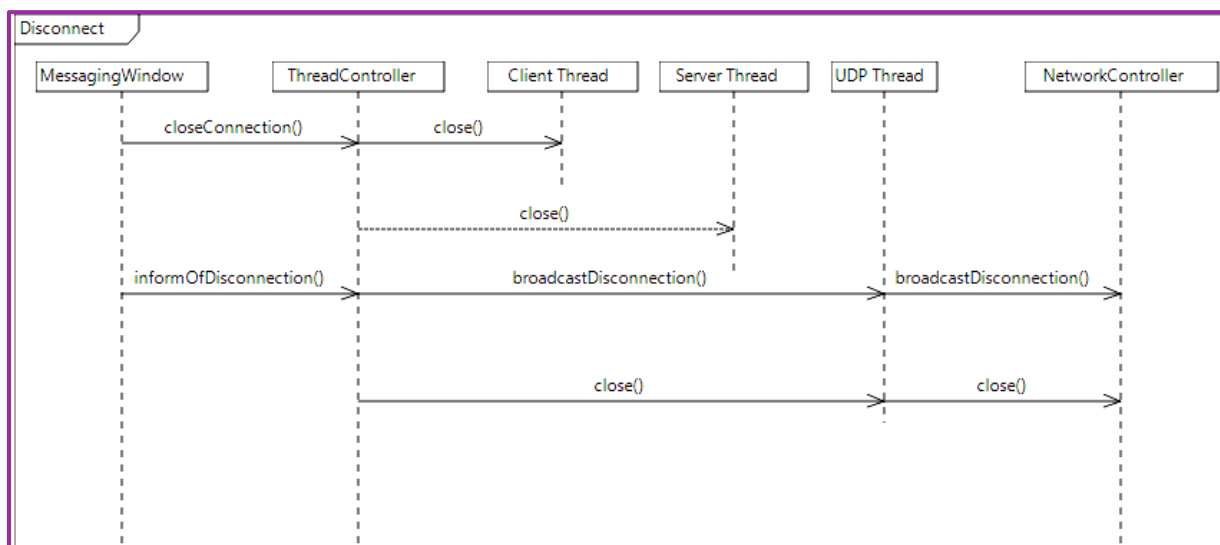 Disconnect
MessagingWindow
ThreadController
Client Thread
Server Thread
UDP Thread
NetworkController
closeConnection()
close()
close()
informOfDisconnection()
broadcastDisconnection()
broadcastDisconnection()
close()
close()